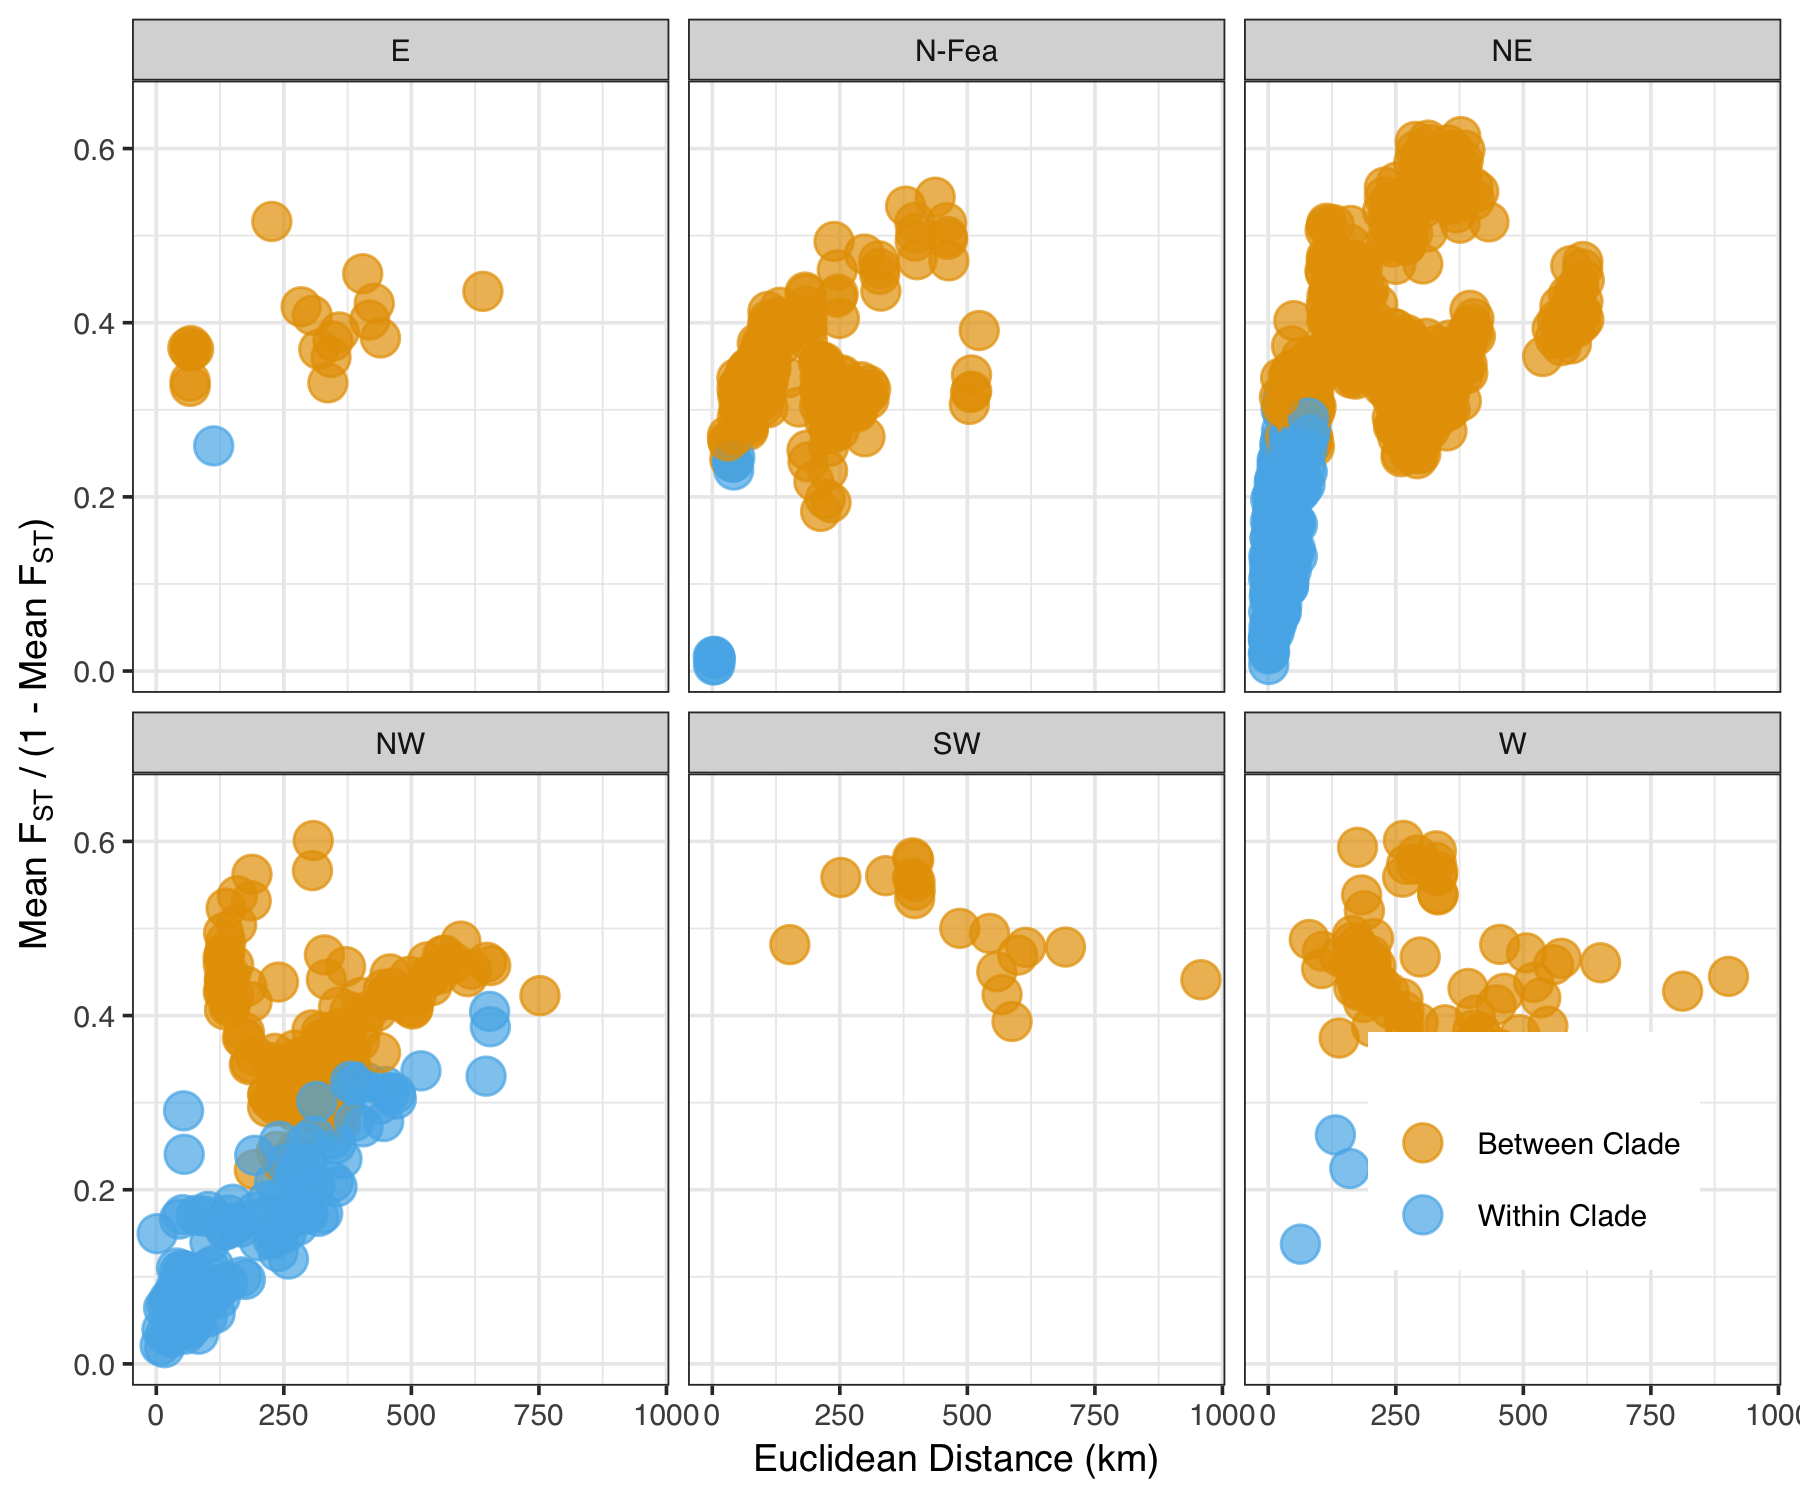 E
N-Fea
NE
0.6
0.4
0.2
0.0
Mean FST / (1 - Mean FST)
NW
SW
W
0.6
0.4
0.2
0.0
Between Clade
Within Clade
0 250 500 750 1000 0 250 500 750 1000 0 250 500 750 1000
Euclidean Distance (km)